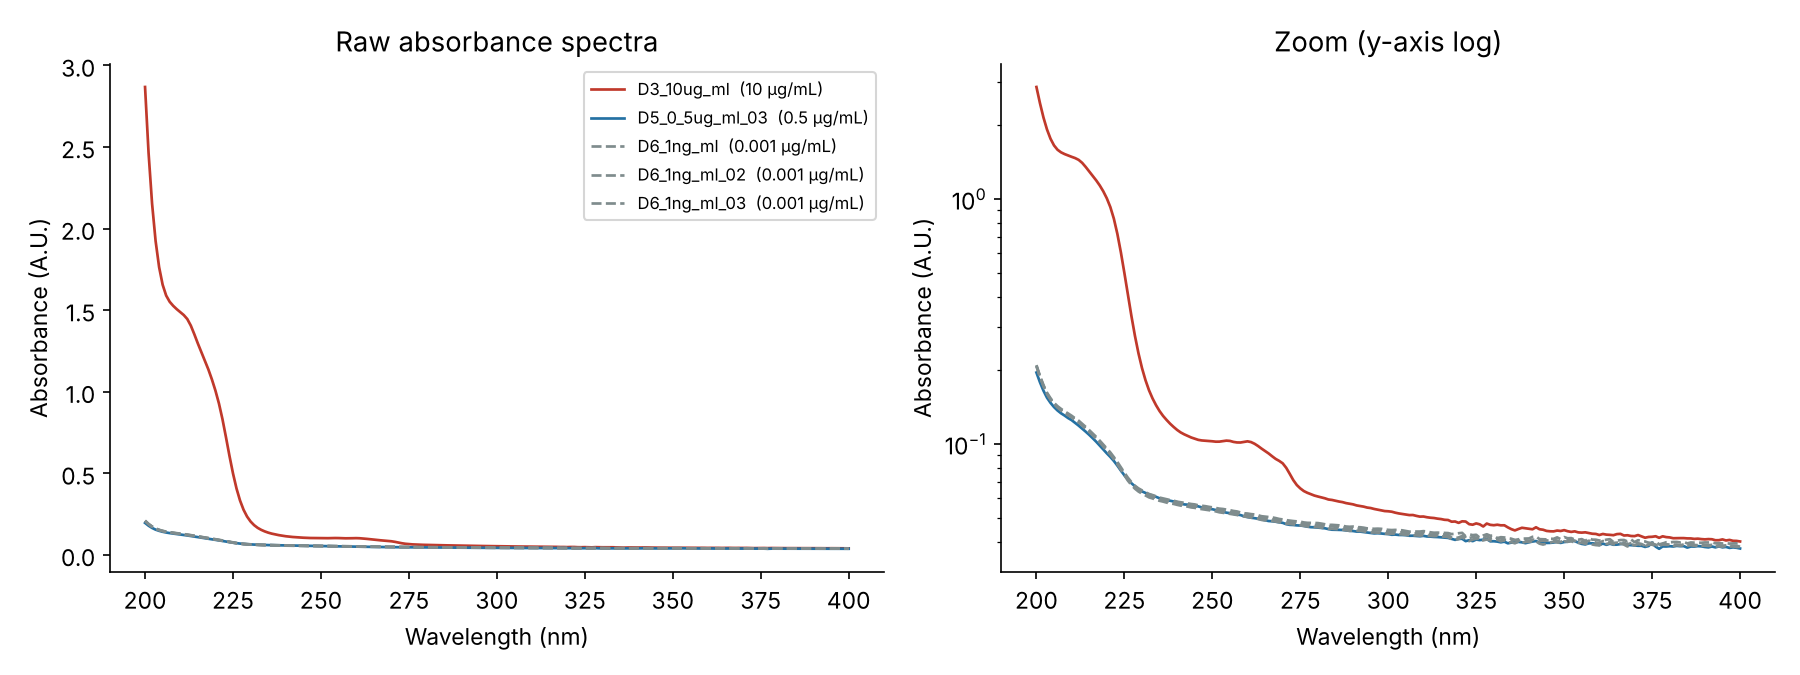 Raw absorbance spectra
Absorbance (A.U.)
3.0
2.5
2.0
1.5
1.0
0.5
0.0
D3_10ug_ml (10 µg/mL)
D5_0_5ug_ml_03 (0.5 µg/mL)
D6_1ng_ml (0.001 µg/mL)
D6_1ng_ml_02 (0.001 µg/mL)
D6_1ng_ml_03 (0.001 µg/mL)
200 225 250 275 300 325 350 375 400
Wavelength (nm)
Zoom (y-axis log)
Absorbance (A.U.)
10⁰
10⁻¹
200 225 250 275 300 325 350 375 400
Wavelength (nm)